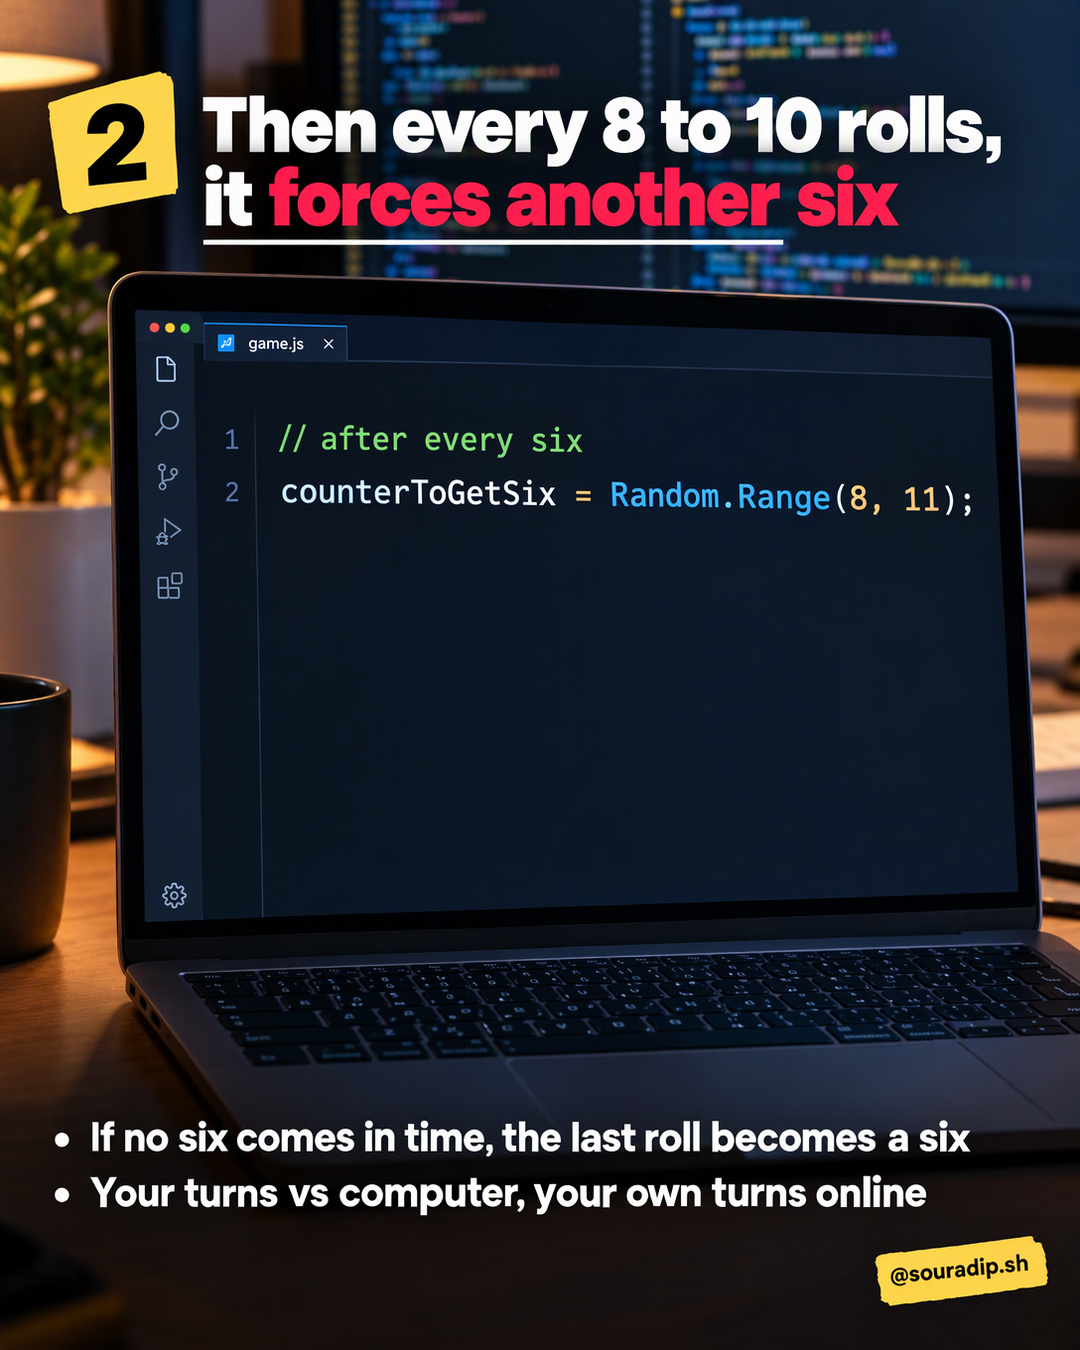 2
Then every 8 to 10 rolls,
it forces another six
game.js
1 // after every six
2 counterToGetSix = Random.Range(8, 11);
• If no six comes in time, the last roll becomes a six
• Your turns vs computer, your own turns online
@souradip.sh